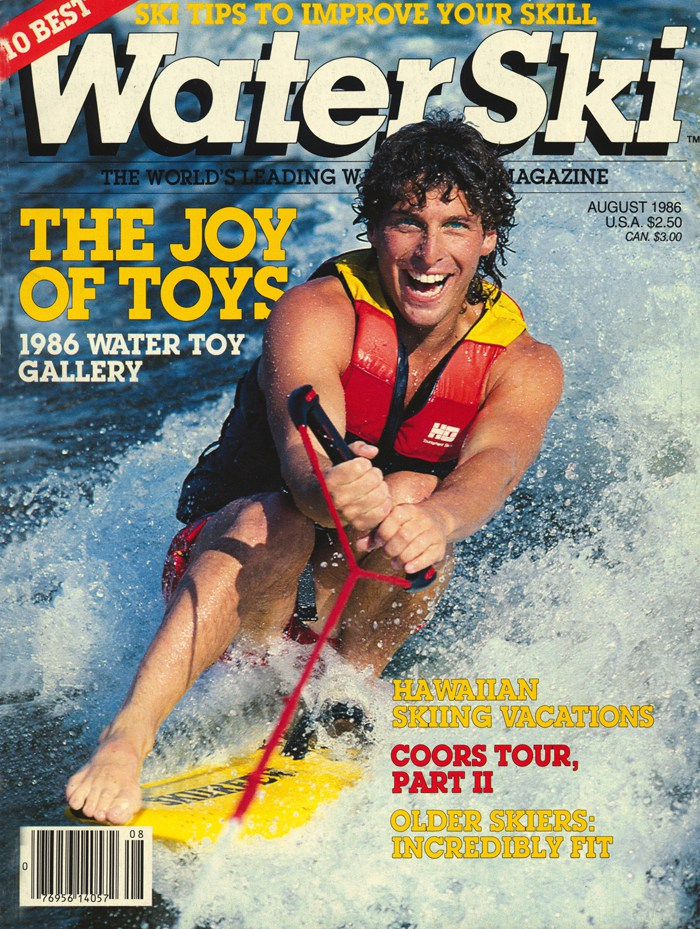 10 BEST
SKI TIPS TO IMPROVE YOUR SKILL
WaterSki
TM
THE WORLD'S LEADING W MAGAZINE
AUGUST 1986
U.S.A. $2.50
CAN. $3.00
THE JOY
OF TOYS
1986 WATER TOY
GALLERY
HO
HAWAIIAN
SKIING VACATIONS
COORS TOUR,
PART II
OLDER SKIERS:
INCREDIBLY FIT
08
0
76956 14057